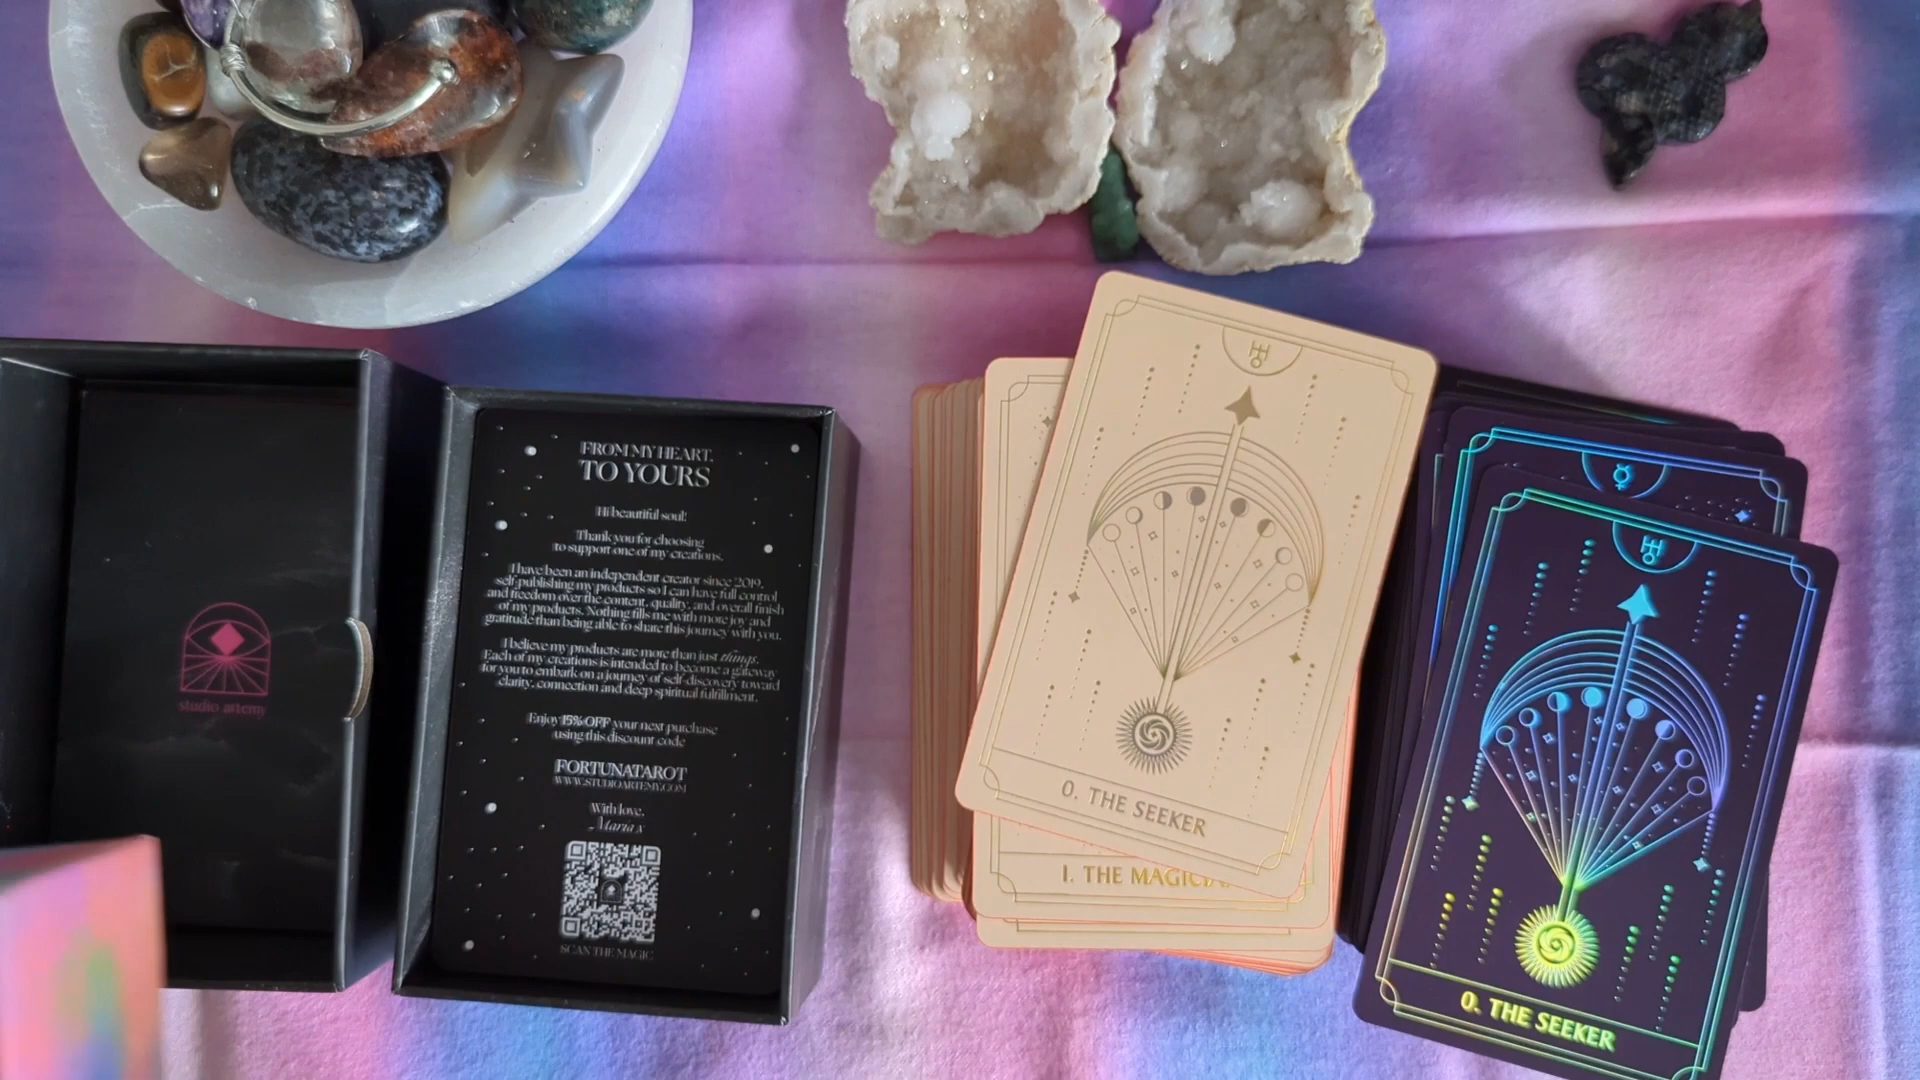 studio artemy
FROM MY HEART,
TO YOURS
Hi beautiful soul!
Thank you for choosing
to support one of my creations.
I have been an independent creator since 2019,
self-publishing my products so I can have full control
and freedom over the content, quality, and overall finish
of my products. Nothing fills me with more joy and
gratitude than being able to share this journey with you.
I believe my products are more than just things.
Each of my creations is intended to become a gateway
for you to embark on a journey of self-discovery toward
clarity, connection and deep spiritual fulfillment.
Enjoy 15% OFF your next purchase
using this discount code
FORTUNATAROT
WWW.STUDIOARTEMY.COM
With love,
Maria x
SCAN THE MAGIC
0. THE SEEKER
I. THE MAGICIA
0. THE SEEKER